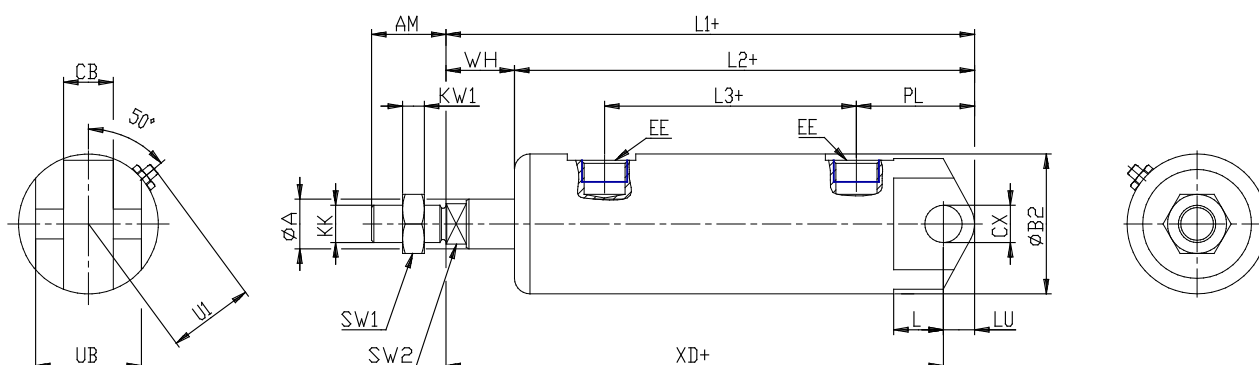 AM
L1+
WH
L2+
CB
KW1
L3+
PL
50°
EE
EE
ØA
KK
CX
ØB2
U1
SW1
L
LU
UB
SW2
XD+